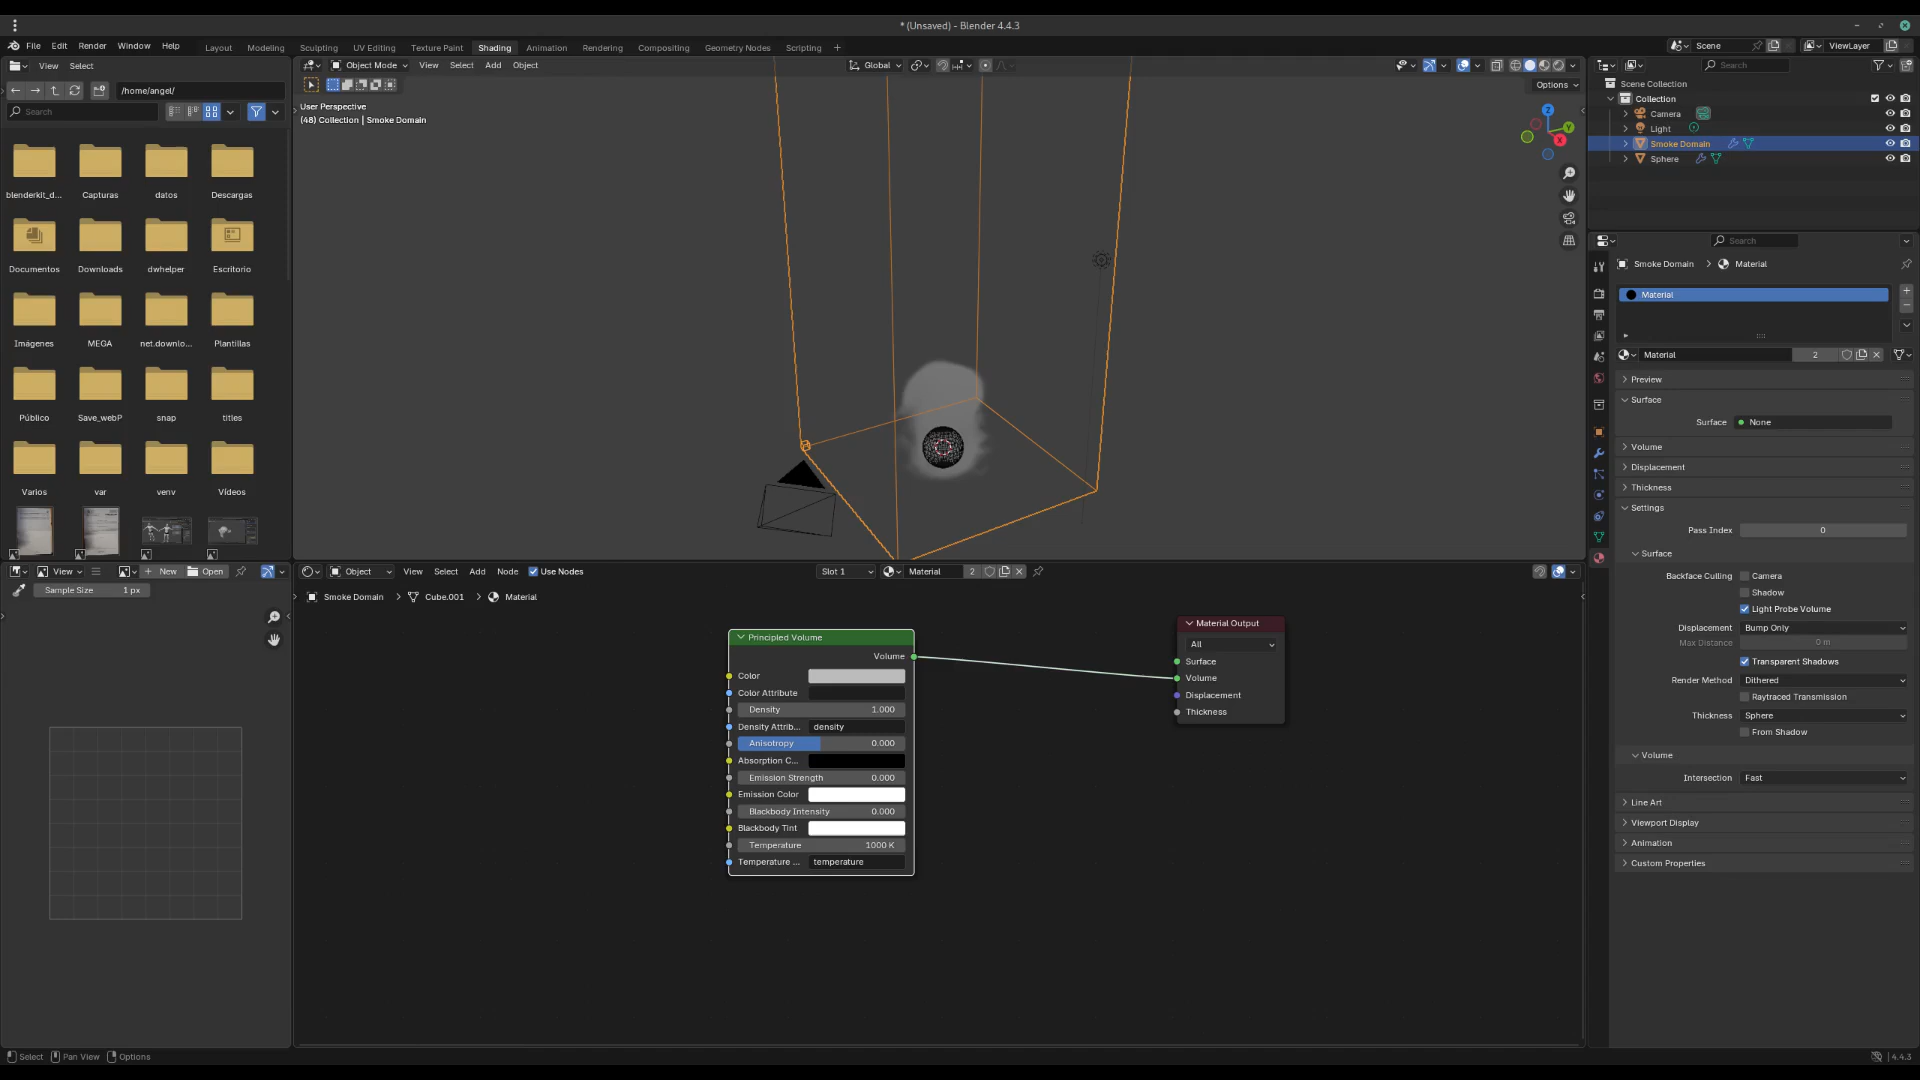 * (Unsaved) - Blender 4.4.3
File Edit Render Window Help
Layout Modeling Sculpting UV Editing Texture Paint Shading Animation Rendering Compositing Geometry Nodes Scripting +
Scene
ViewLayer
View Select
/home/angel/
Search
blenderkit_d... Capturas datos Descargas
Documentos Downloads dwhelper Escritorio
Imágenes MEGA net.downlo... Plantillas
Público Save_webP snap titles
Varios var venv Vídeos
Object Mode View Select Add Object
Global
Options
User Perspective
(48) Collection | Smoke Domain
Z
Y
X
Search
Scene Collection
Collection
Camera
Light
Smoke Domain
Sphere
Search
Smoke Domain > Material
Material
Material 2
Preview
Surface
Surface None
Volume
Displacement
Thickness
Settings
Pass Index 0
Surface
Backface Culling Camera
Shadow
Light Probe Volume
Displacement Bump Only
Max Distance 0 m
Transparent Shadows
Render Method Dithered
Raytraced Transmission
Thickness Sphere
From Shadow
Volume
Intersection Fast
Line Art
Viewport Display
Animation
Custom Properties
View New Open
Sample Size 1 px
Object View Select Add Node Use Nodes
Slot 1 Material 2
Smoke Domain > Cube.001 > Material
Principled Volume
Volume
Color
Color Attribute
Density 1.000
Density Attrib... density
Anisotropy 0.000
Absorption C...
Emission Strength 0.000
Emission Color
Blackbody Intensity 0.000
Blackbody Tint
Temperature 1000 K
Temperature ... temperature
Material Output
All
Surface
Volume
Displacement
Thickness
Select Pan View Options
4.4.3